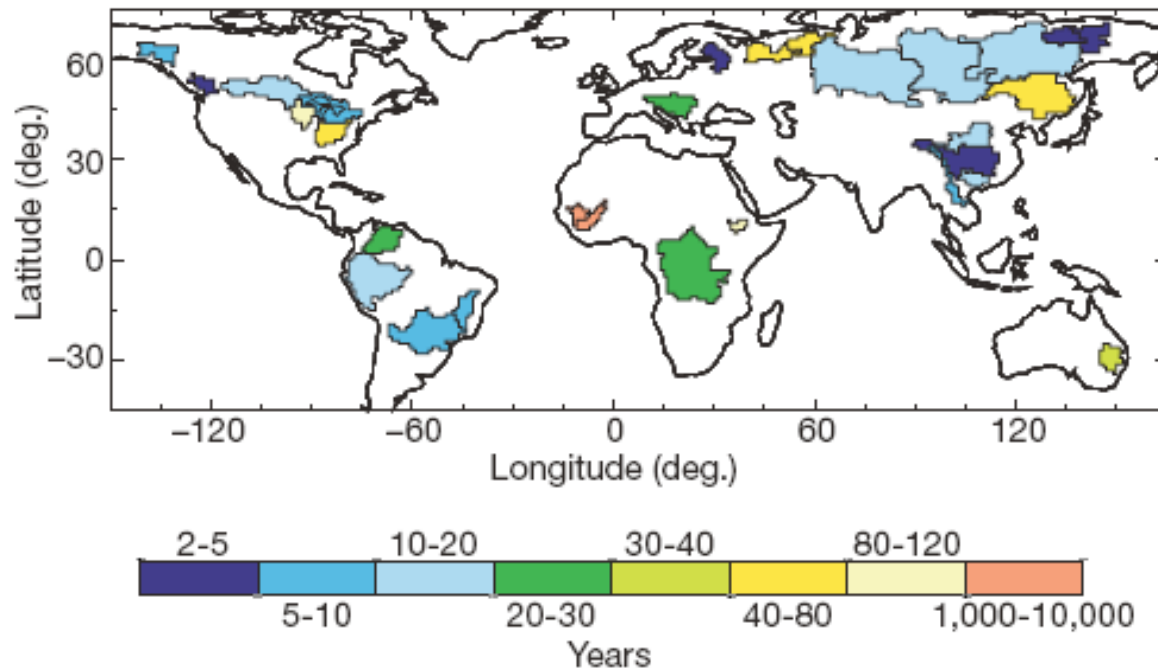 60
30
0
−30
Latitude (deg.)
−120 −60 0 60 120
Longitude (deg.)
2-5 10-20 30-40 80-120
5-10 20-30 40-80 1,000-10,000
Years